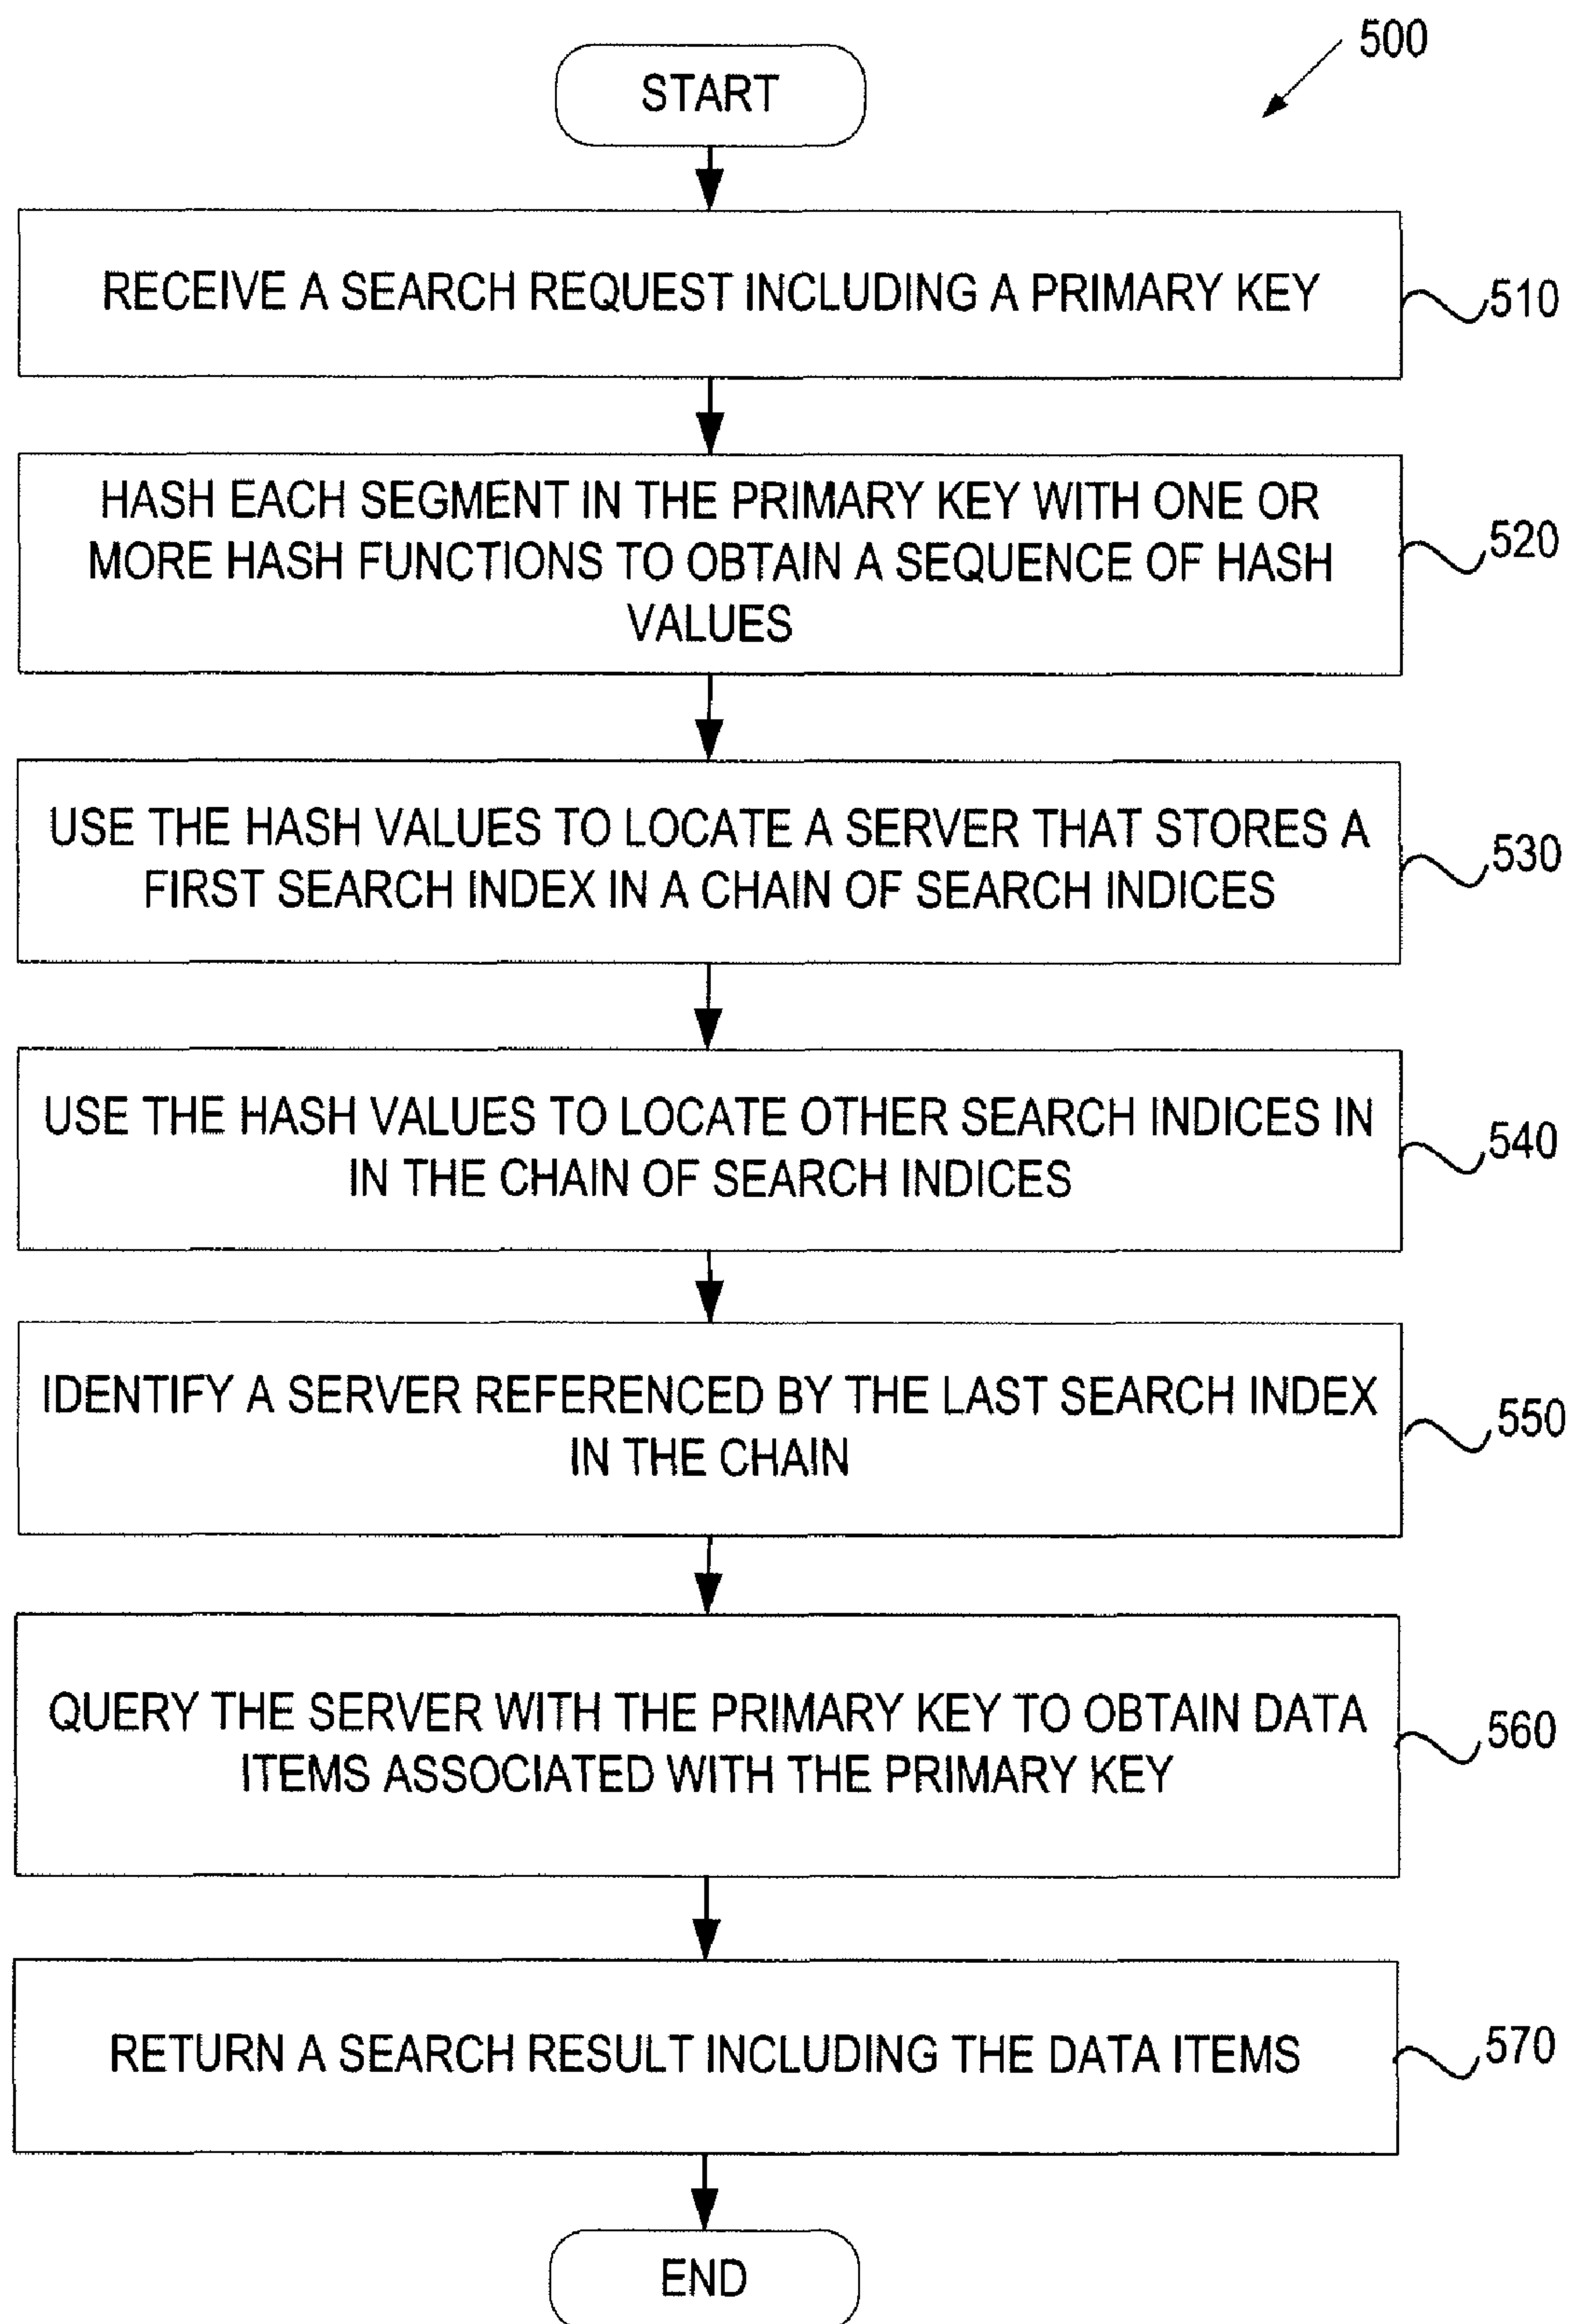 500
START
RECEIVE A SEARCH REQUEST INCLUDING A PRIMARY KEY
510
HASH EACH SEGMENT IN THE PRIMARY KEY WITH ONE OR
MORE HASH FUNCTIONS TO OBTAIN A SEQUENCE OF HASH
VALUES
520
USE THE HASH VALUES TO LOCATE A SERVER THAT STORES A
FIRST SEARCH INDEX IN A CHAIN OF SEARCH INDICES
530
USE THE HASH VALUES TO LOCATE OTHER SEARCH INDICES IN
IN THE CHAIN OF SEARCH INDICES
540
IDENTIFY A SERVER REFERENCED BY THE LAST SEARCH INDEX
IN THE CHAIN
550
QUERY THE SERVER WITH THE PRIMARY KEY TO OBTAIN DATA
ITEMS ASSOCIATED WITH THE PRIMARY KEY
560
RETURN A SEARCH RESULT INCLUDING THE DATA ITEMS
570
END